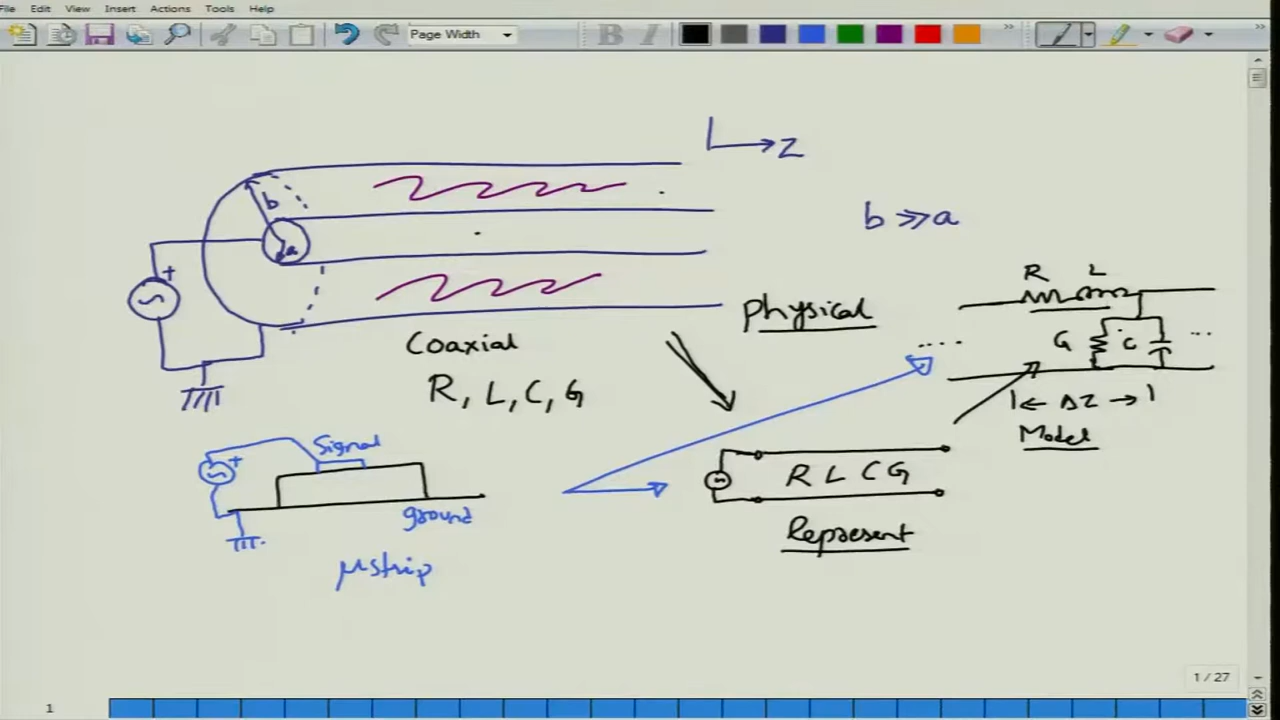 File Edit View Insert Actions Tools Help
Page Width
B I
Z
b
a
b >> a
+
Physical
R L
G C
....
...
|← ΔZ →|
Model
Coaxial
R, L, C, G
Signal
+
ground
μstrip
R L C G
Represent
1 / 27
1